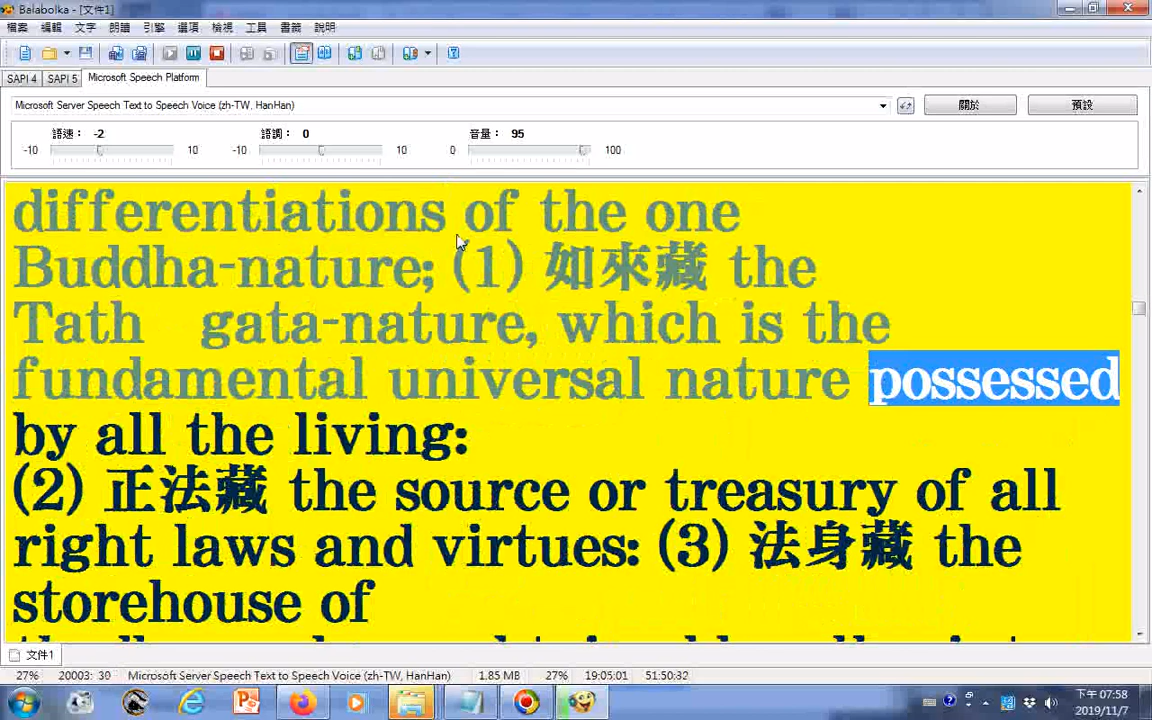 Balabolka - [文件1]
檔案 編輯 文字 朗讀 引擎 選項 檢視 工具 書籤 說明
SAPI 4 SAPI 5 Microsoft Speech Platform
Microsoft Server Speech Text to Speech Voice (zh-TW, HanHan) 關於 預設
語速： -2 語調： 0 音量： 95
-10 10 -10 10 0 100
differentiations of the one
Buddha-nature; (1) 如來藏 the
Tath gata-nature, which is the
fundamental universal nature possessed
by all the living:
(2) 正法藏 the source or treasury of all
right laws and virtues: (3) 法身藏 the
storehouse of
文件1
27% 20003: 30 Microsoft Server Speech Text to Speech Voice (zh-TW, HanHan) 1.85 MB 27% 19:05:01 51:50:32
下午 07:58
2019/11/7